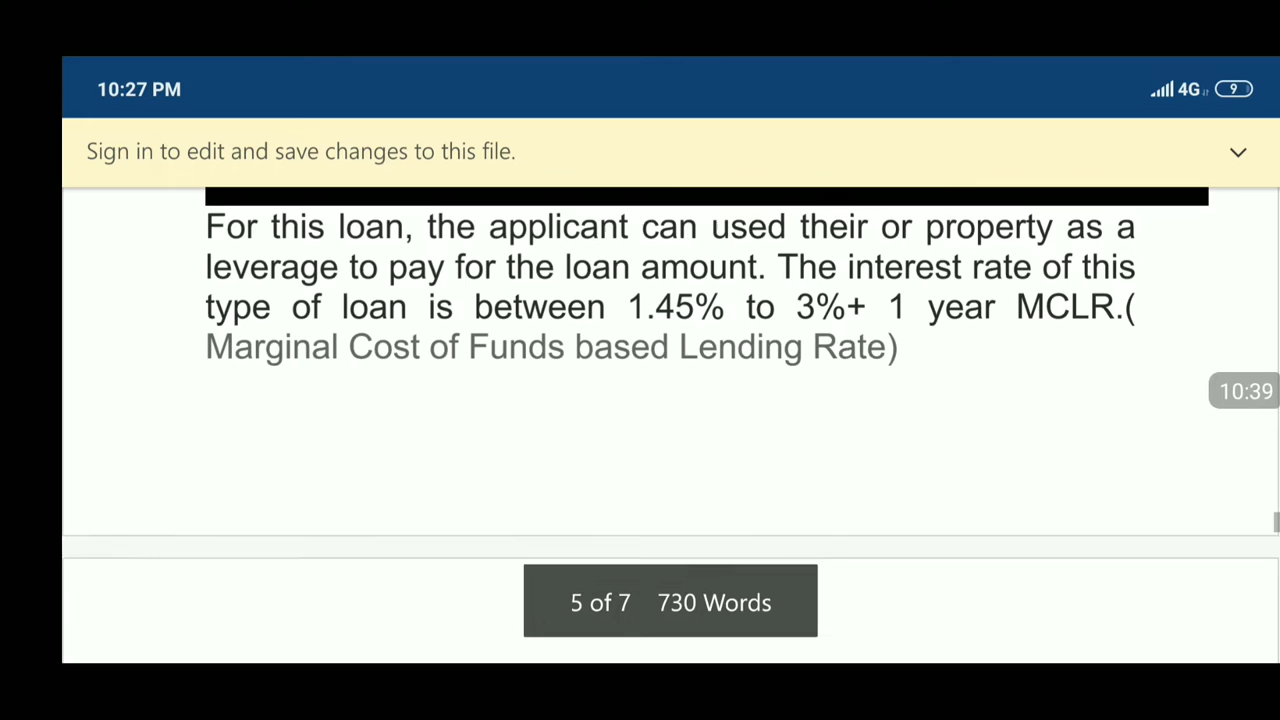 10:27 PM
4G
9
Sign in to edit and save changes to this file.
For this loan, the applicant can used their or property as a
leverage to pay for the loan amount. The interest rate of this
type of loan is between 1.45% to 3%+ 1 year MCLR.(
Marginal Cost of Funds based Lending Rate)
10:39
5 of 7 730 Words